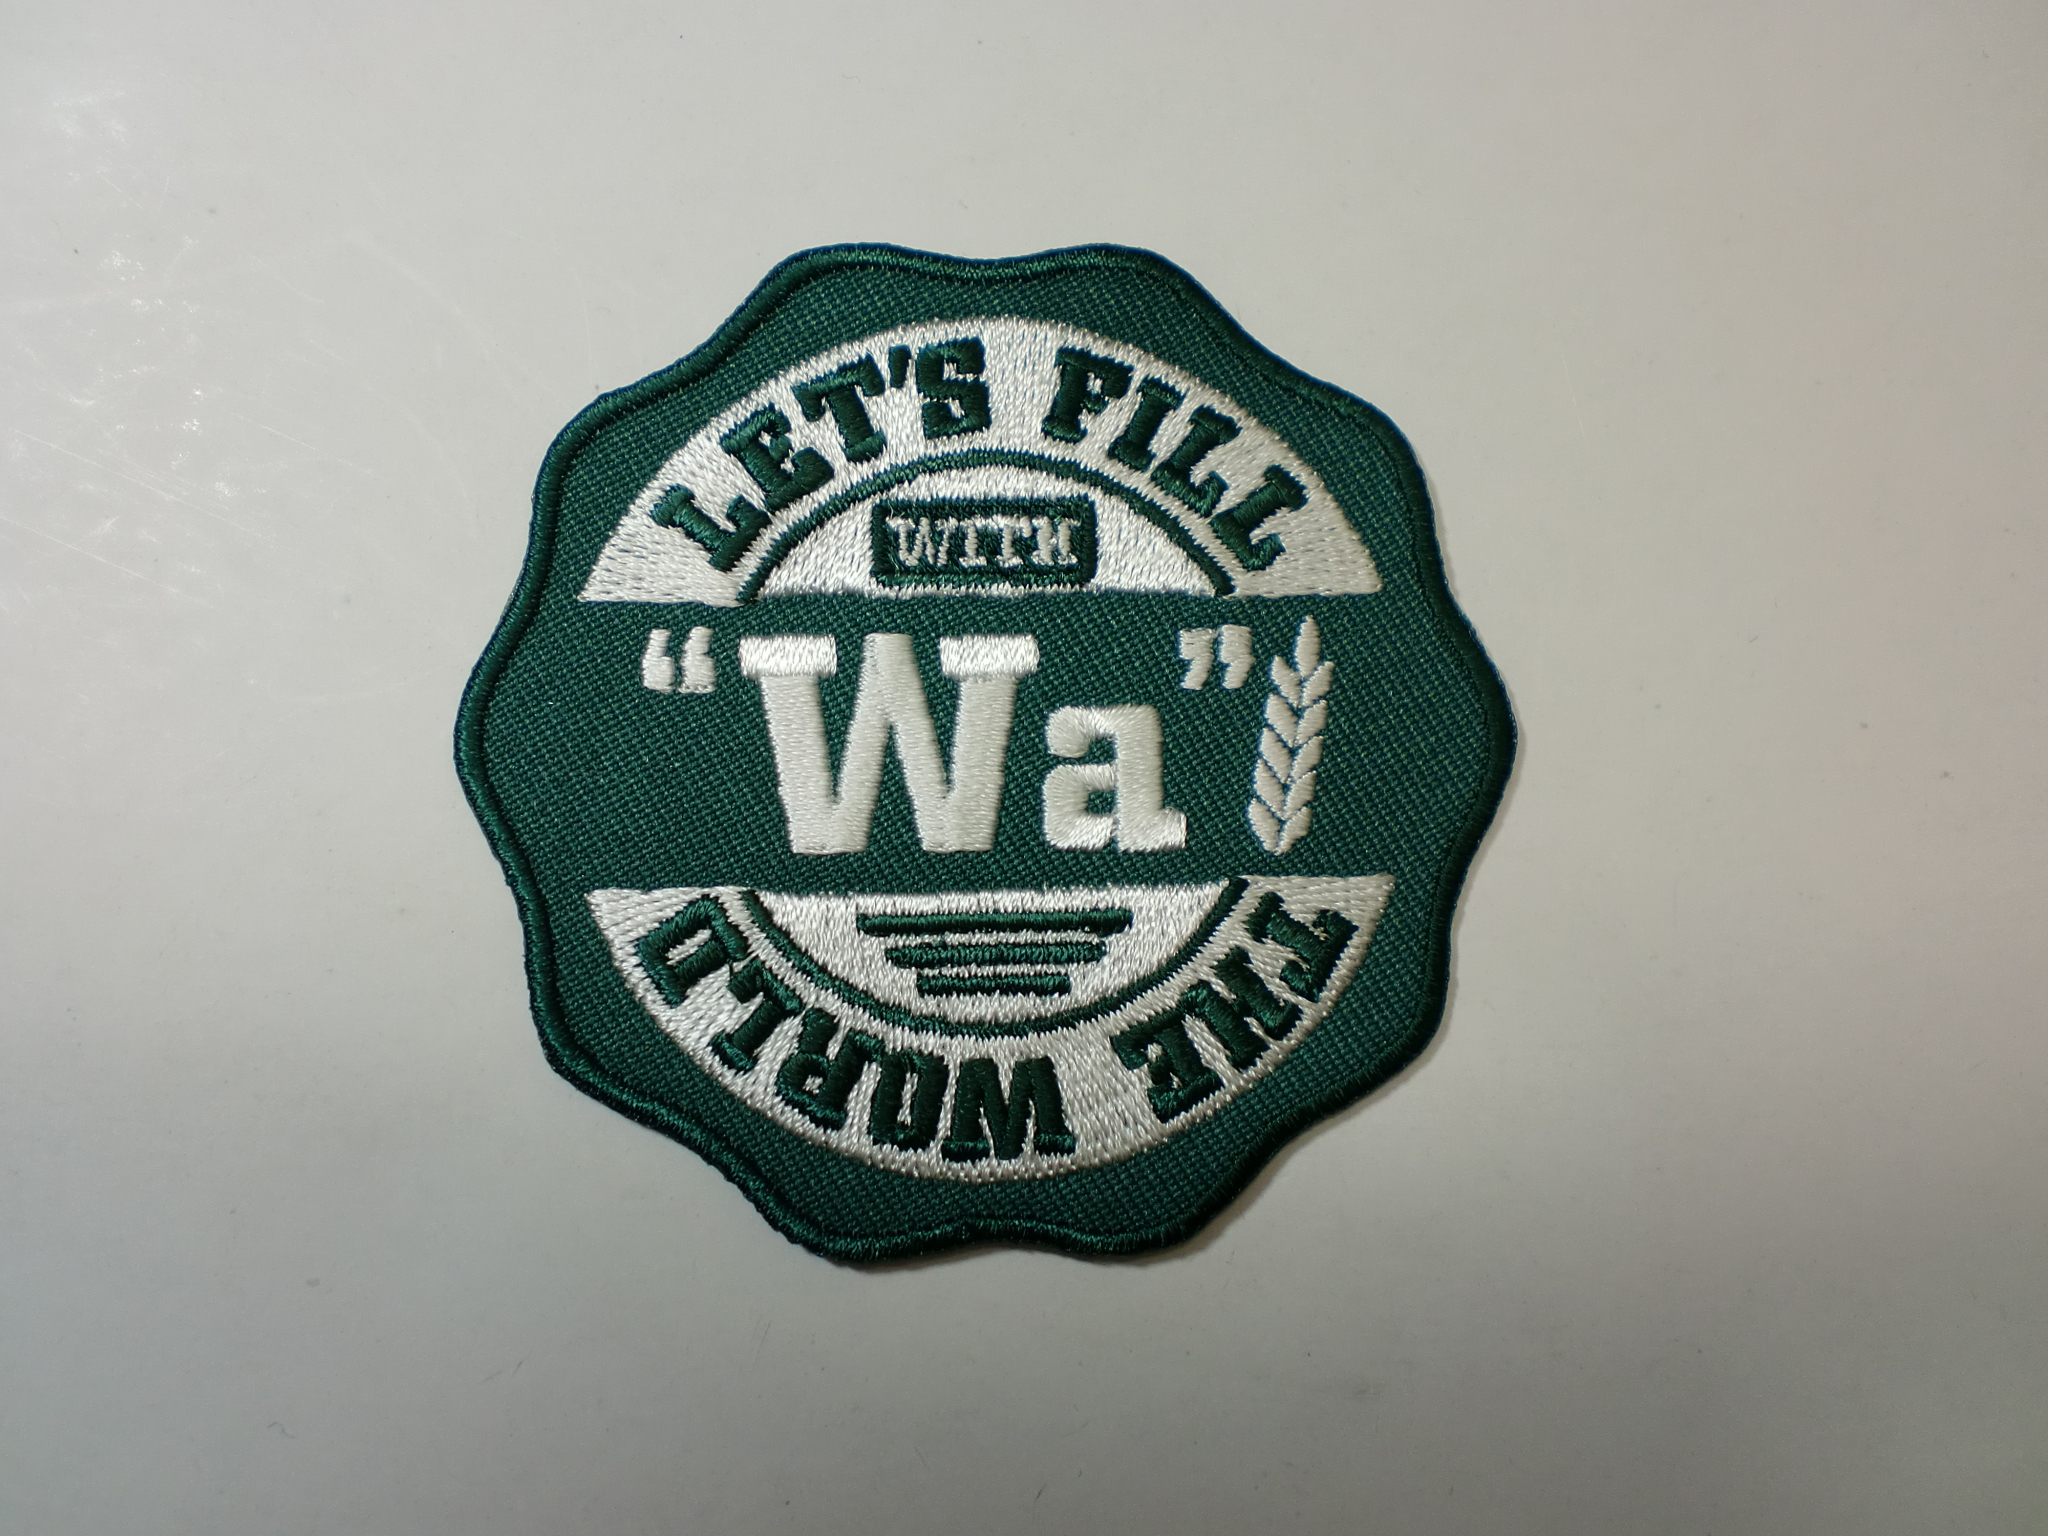 LET'S FILL
THE WORLD
WITH
“Wa”